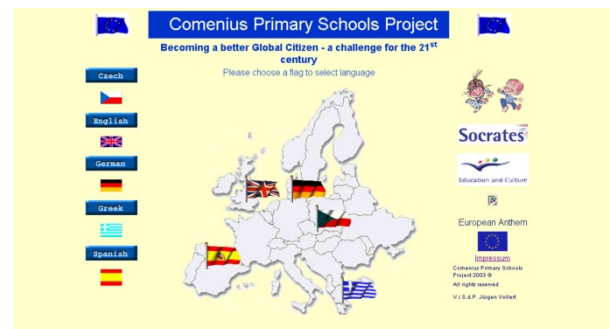 Comenius Primary Schools Project
Becoming a better Global Citizen - a challenge for the 21st
century
Please choose a flag to select language
Czech
English
German
Greek
Spanish
Socrates
Education and Culture
European Anthem
Impressum
Comenius Primary Schools
Project 2003 ©
All rights reserved
V.i.S.d.P. Jürgen Vollert